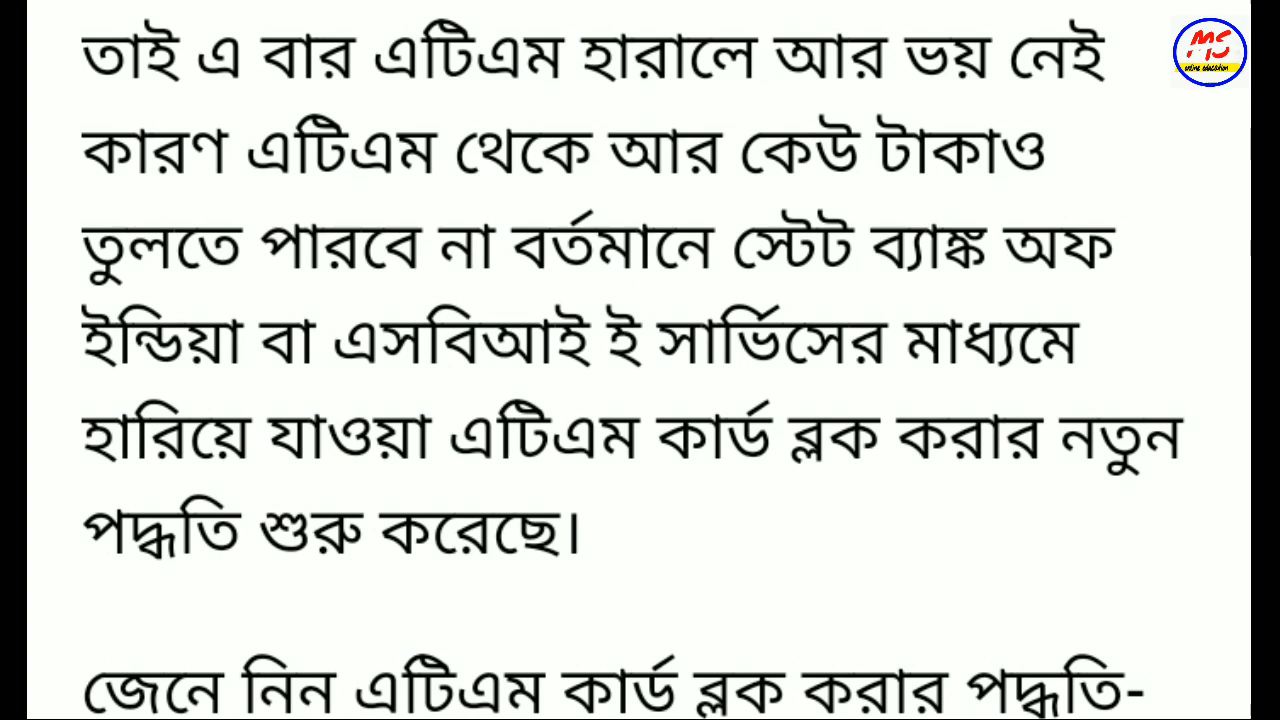 তাই এ বার এটিএম হারালে আর ভয় নেই
কারণ এটিএম থেকে আর কেউ টাকাও
তুলতে পারবে না বর্তমানে স্টেট ব্যাঙ্ক অফ
ইন্ডিয়া বা এসবিআই ই সার্ভিসের মাধ্যমে
হারিয়ে যাওয়া এটিএম কার্ড ব্লক করার নতুন
পদ্ধতি শুরু করেছে।
জেনে নিন এটিএম কার্ড ব্লক করার পদ্ধতি-